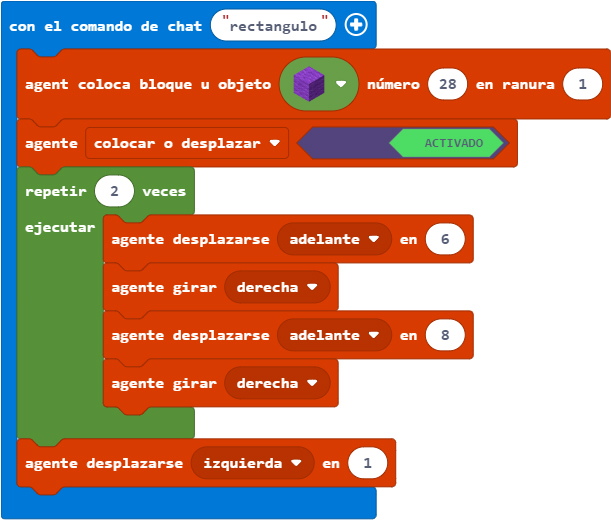 con el comando de chat "rectangulo"
agent coloca bloque u objeto número 28 en ranura 1
agente colocar o desplazar ACTIVADO
repetir 2 veces
ejecutar
agente desplazarse adelante en 6
agente girar derecha
agente desplazarse adelante en 8
agente girar derecha
agente desplazarse izquierda en 1